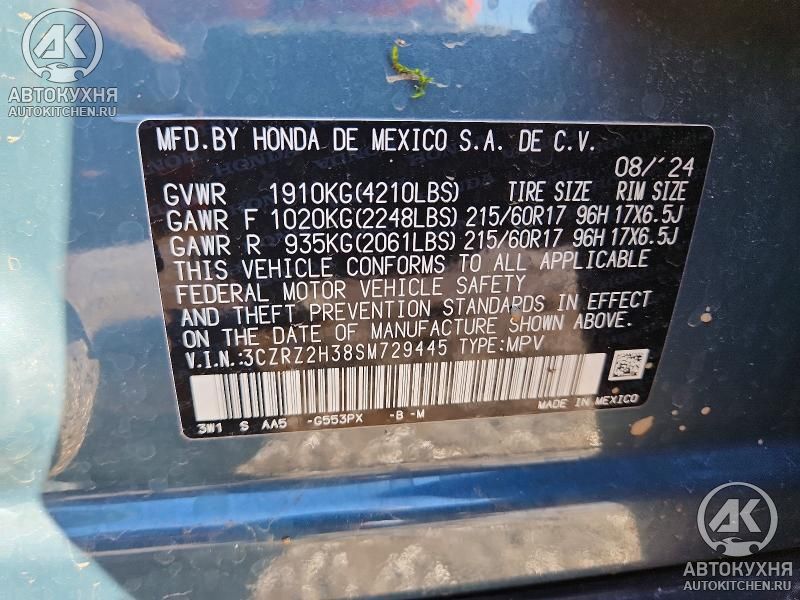 AK
АВТОКУХНЯ
AUTOKITCHEN.RU
MFD.BY HONDA DE MEXICO S.A. DE C.V.
08/'24
GVWR 1910KG(4210LBS) TIRE SIZE RIM SIZE
GAWR F 1020KG(2248LBS) 215/60R17 96H 17X6.5J
GAWR R 935KG(2061LBS) 215/60R17 96H 17X6.5J
THIS VEHICLE CONFORMS TO ALL APPLICABLE
FEDERAL MOTOR VEHICLE SAFETY
AND THEFT PREVENTION STANDARDS IN EFFECT
ON THE DATE OF MANUFACTURE SHOWN ABOVE.
V.I.N.:3CZRZ2H38SM729445 TYPE:MPV
3W1 S AA5 -G553PX -B -M
MADE IN MEXICO
AK
АВТОКУХНЯ
AUTOKITCHEN.RU